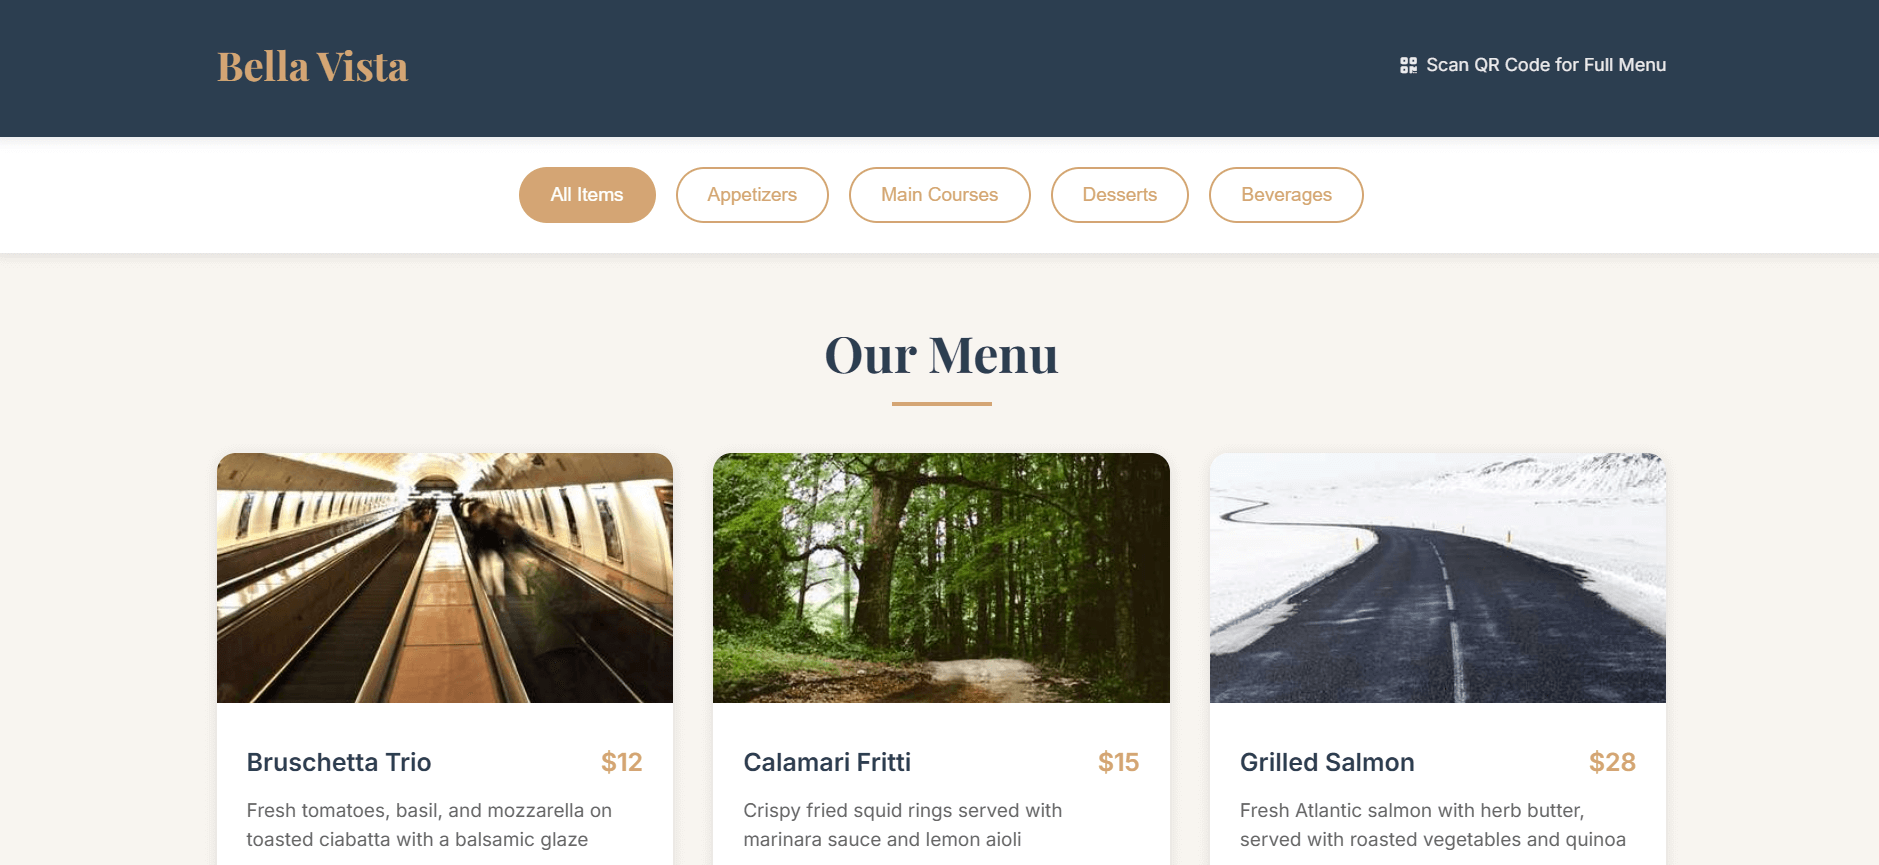 Bella Vista
Scan QR Code for Full Menu
All Items
Appetizers
Main Courses
Desserts
Beverages
Our Menu
Bruschetta Trio
$12
Fresh tomatoes, basil, and mozzarella on
toasted ciabatta with a balsamic glaze
Calamari Fritti
$15
Crispy fried squid rings served with
marinara sauce and lemon aioli
Grilled Salmon
$28
Fresh Atlantic salmon with herb butter,
served with roasted vegetables and quinoa